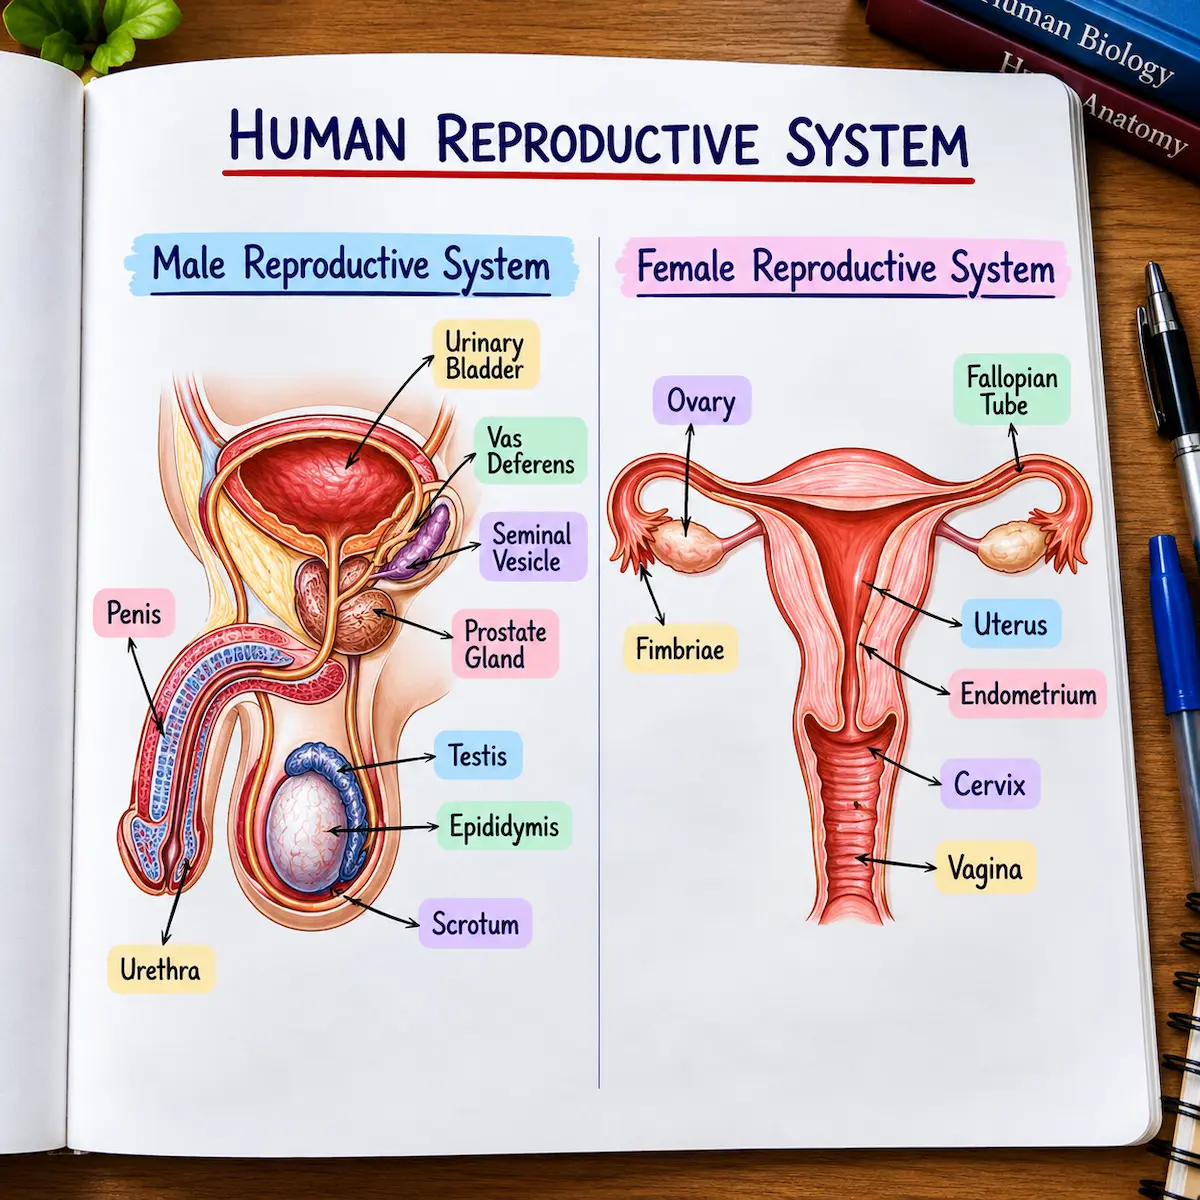 Human Biology
Human Anatomy
HUMAN REPRODUCTIVE SYSTEM
Male Reproductive System
Urinary
Bladder
Vas
Deferens
Seminal
Vesicle
Penis
Prostate
Gland
Testis
Epididymis
Scrotum
Urethra
Female Reproductive System
Ovary
Fallopian
Tube
Fimbriae
Uterus
Endometrium
Cervix
Vagina